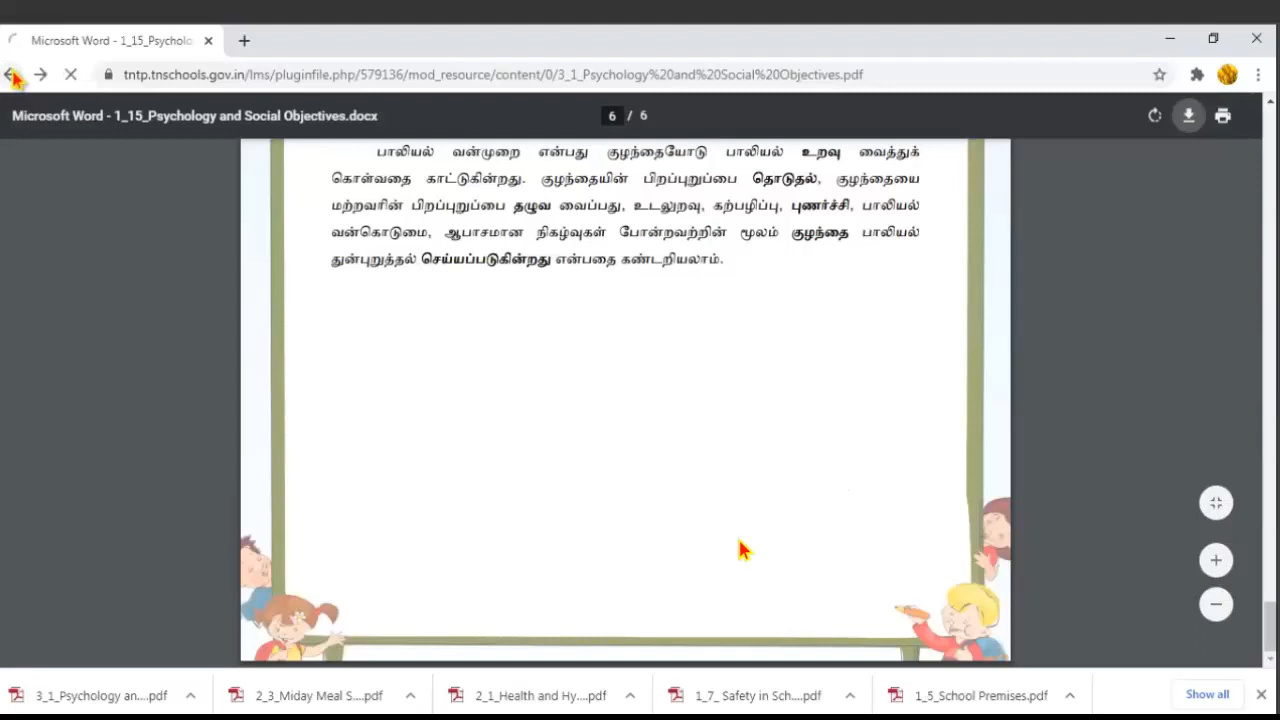 Microsoft Word - 1_15_Psycholo
tntp.tnschools.gov.in/lms/pluginfile.php/579136/mod_resource/content/0/3_1_Psychology%20and%20Social%20Objectives.pdf
Microsoft Word - 1_15_Psychology and Social Objectives.docx 6 / 6
பாலியல் வன்முறை என்பது குழந்தையோடு பாலியல் உறவு வைத்துக்
கொள்வதை காட்டுகின்றது. குழந்தையின் பிறப்புறுப்பை தொடுதல், குழந்தையை
மற்றவரின் பிறப்புறுப்பை தழுவ வைப்பது, உடலுறவு, கற்பழிப்பு, புணர்ச்சி, பாலியல்
வன்கொடுமை, ஆபாசமான நிகழ்வுகள் போன்றவற்றின் மூலம் குழந்தை பாலியல்
துன்புறுத்தல் செய்யப்படுகின்றது என்பதை கண்டறியலாம்.
3_1_Psychology an....pdf 2_3_Miday Meal S....pdf 2_1_Health and Hy....pdf 1_7_ Safety in Sch....pdf 1_5_School Premises.pdf Show all